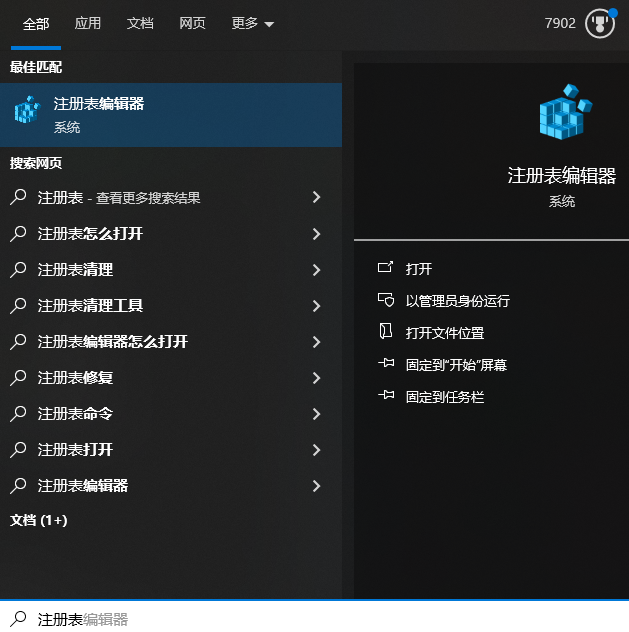 全部 应用 文档 网页 更多 7902
最佳匹配
注册表编辑器
系统
搜索网页
注册表 - 查看更多搜索结果
注册表怎么打开
注册表清理
注册表清理工具
注册表编辑器怎么打开
注册表修复
注册表命令
注册表打开
注册表编辑器
文档 (1+)
注册表编辑器
系统
打开
以管理员身份运行
打开文件位置
固定到"开始"屏幕
固定到任务栏
注册表编辑器